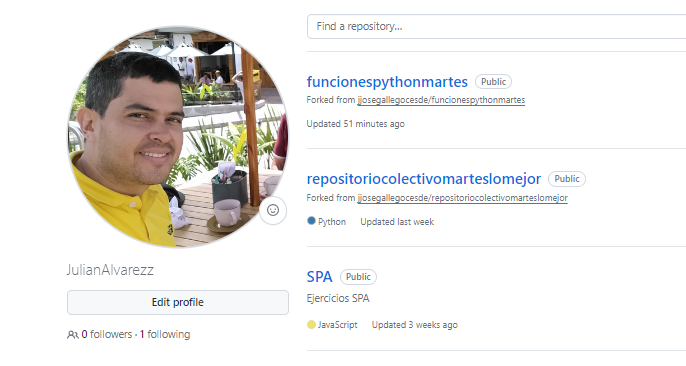 Find a repository...
funcionespythonmartes Public
Forked from jjosegallegocesde/funcionespythonmartes
Updated 51 minutes ago
repositoriocolectivomarteslomejor Public
Forked from jjosegallegocesde/repositoriocolectivomarteslomejor
Python Updated last week
SPA Public
Ejercicios SPA
JavaScript Updated 3 weeks ago
JulianAlvarezz
Edit profile
0 followers · 1 following